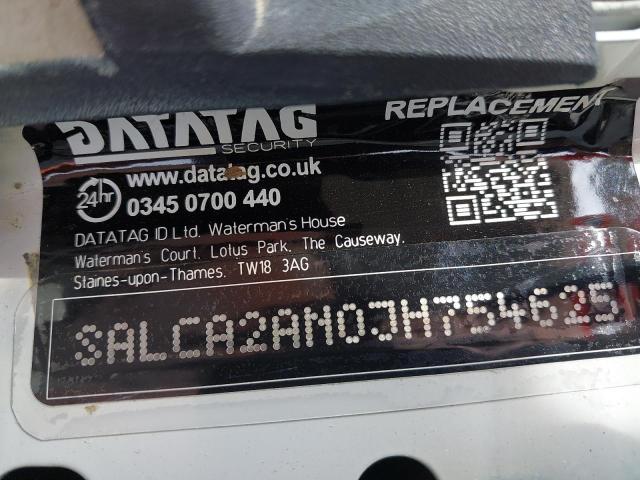 DATATAG
SECURITY
REPLACEMENT
24hr
www.datatag.co.uk
0345 0700 440
DATATAG ID Ltd. Waterman's House
Waterman's Court. Lotus Park. The Causeway.
Staines-upon-Thames. TW18 3AG
SALCA2AN0JH754625